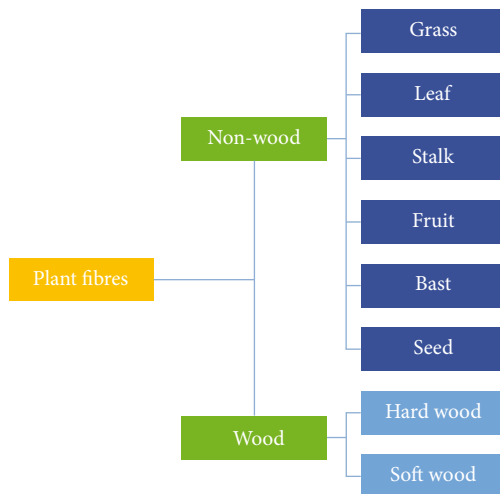 Grass
Leaf
Non-wood
Stalk
Fruit
Plant fibres
Bast
Seed
Hard wood
Wood
Soft wood